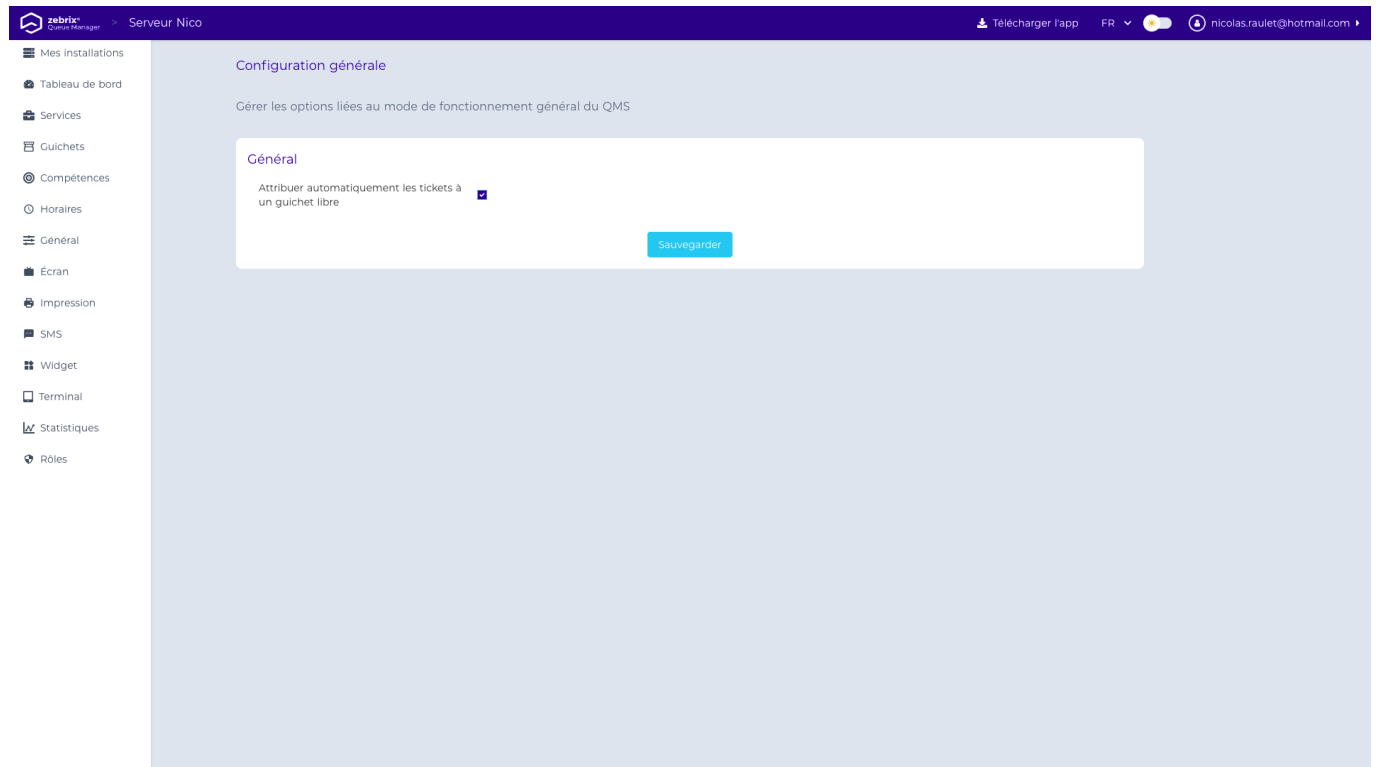 zebrix®
Queue Manager > Serveur Nico
Télécharger l'app FR nicolas.raulet@hotmail.com
Mes installations
Tableau de bord
Services
Guichets
Compétences
Horaires
Général
Écran
Impression
SMS
Widget
Terminal
Statistiques
Rôles
Configuration générale
Gérer les options liées au mode de fonctionnement général du QMS
Général
Attribuer automatiquement les tickets à
un guichet libre
Sauvegarder